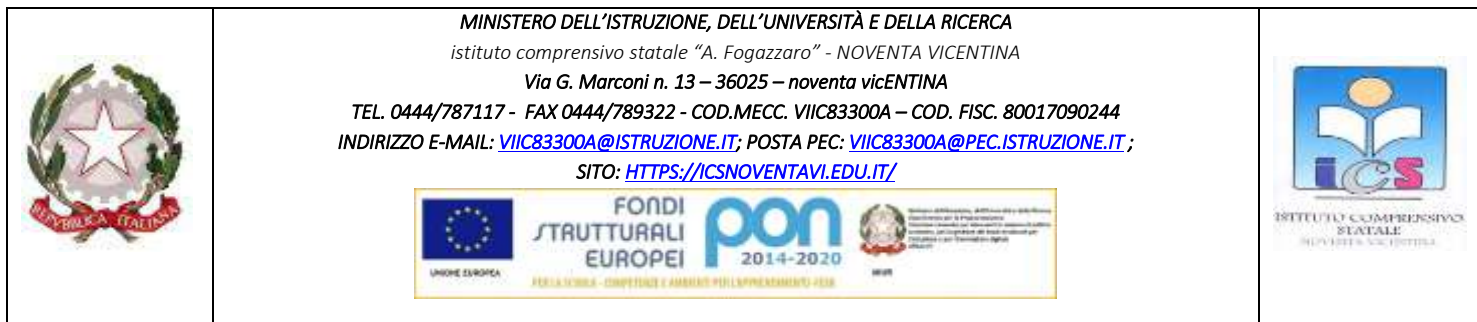 MINISTERO DELL'ISTRUZIONE, DELL'UNIVERSITÀ E DELLA RICERCA
istituto comprensivo statale "A. Fogazzaro" - NOVENTA VICENTINA
Via G. Marconi n. 13 – 36025 – noventa vicENTINA
TEL. 0444/787117 - FAX 0444/789322 - COD.MECC. VIIC83300A – COD. FISC. 80017090244
INDIRIZZO E-MAIL: VIIC83300A@ISTRUZIONE.IT; POSTA PEC: VIIC83300A@PEC.ISTRUZIONE.IT ;
SITO: HTTPS://ICSNOVENTAVI.EDU.IT/
REPVBBLICA ITALIANA
FONDI
STRUTTURALI
EUROPEI
pon
2014-2020
UNIONE EUROPEA
MIUR
PER LA SCUOLA - COMPETENZE E AMBIENTI PER L'APPRENDIMENTO-FESR
ics
ISTITUTO COMPRENSIVO
STATALE
NOVENTA VICENTINA